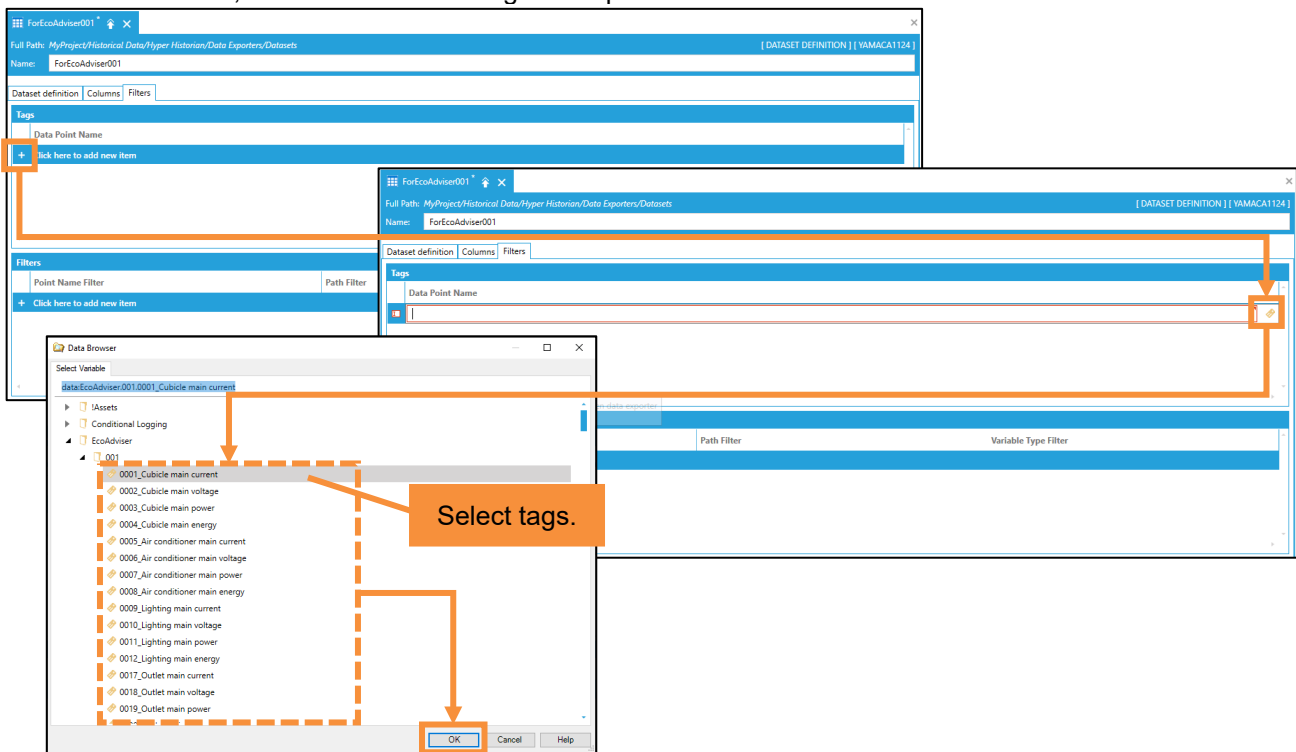 ForEcoAdviser001 *
Full Path: MyProject/Historical Data/Hyper Historian/Data Exporters/Datasets [ DATASET DEFINITION ] [ YAMACA1124 ]
Name: ForEcoAdviser001
Dataset definition Columns Filters
Tags
Data Point Name
+ Click here to add new item
Filters
Point Name Filter Path Filter
+ Click here to add new item
ForEcoAdviser001 *
Full Path: MyProject/Historical Data/Hyper Historian/Data Exporters/Datasets [ DATASET DEFINITION ] [ YAMACA1124 ]
Name: ForEcoAdviser001
Dataset definition Columns Filters
Tags
Data Point Name
data exporter
Path Filter Variable Type Filter
Data Browser
Select Variable
data:EcoAdviser.001.0001_Cubicle main current
!Assets
Conditional Logging
EcoAdviser
001
0001_Cubicle main current
0002_Cubicle main voltage
0003_Cubicle main power
0004_Cubicle main energy
0005_Air conditioner main current
0006_Air conditioner main voltage
0007_Air conditioner main power
0008_Air conditioner main energy
0009_Lighting main current
0010_Lighting main voltage
0011_Lighting main power
0012_Lighting main energy
0017_Outlet main current
0018_Outlet main voltage
0019_Outlet main power
OK Cancel Help
Select tags.